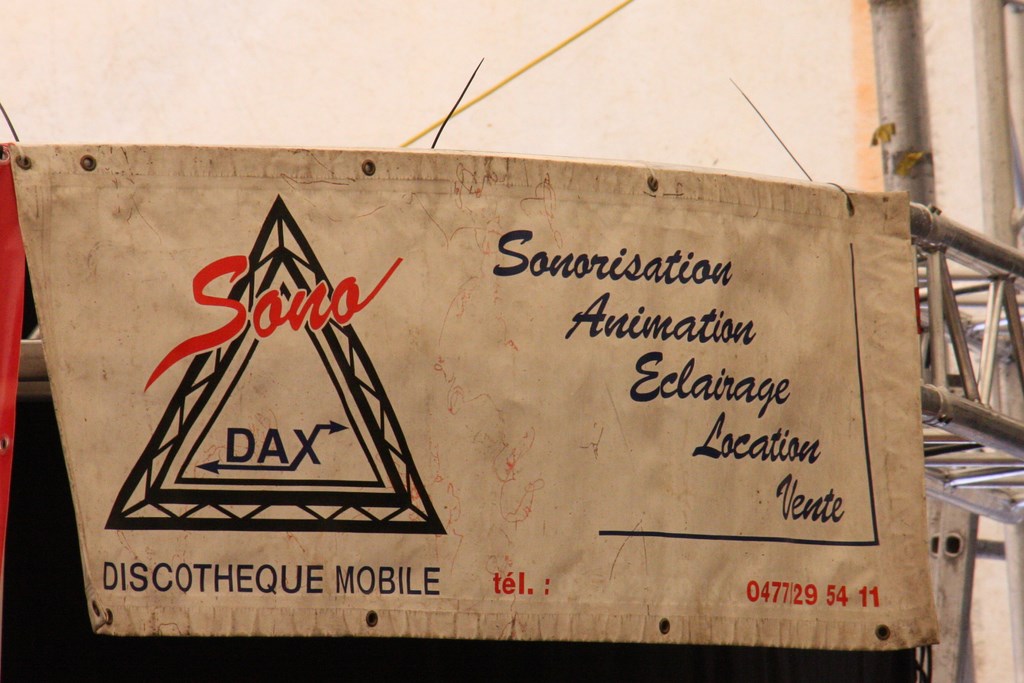 Sono
DAX
DISCOTHEQUE MOBILE
Sonorisation
Animation
Eclairage
Location
Vente
tél. : 0477/29 54 11